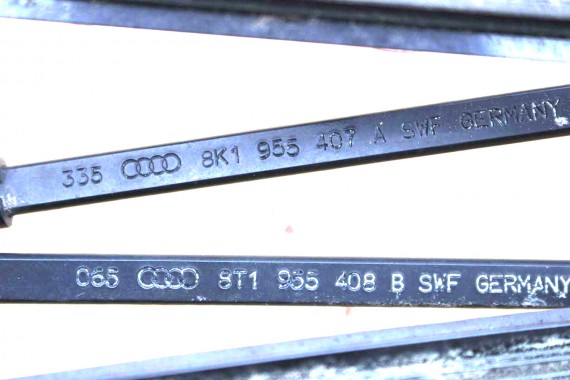 335 8K1 955 407 A SWF GERMANY
065 8T1 955 408 B SWF GERMANY